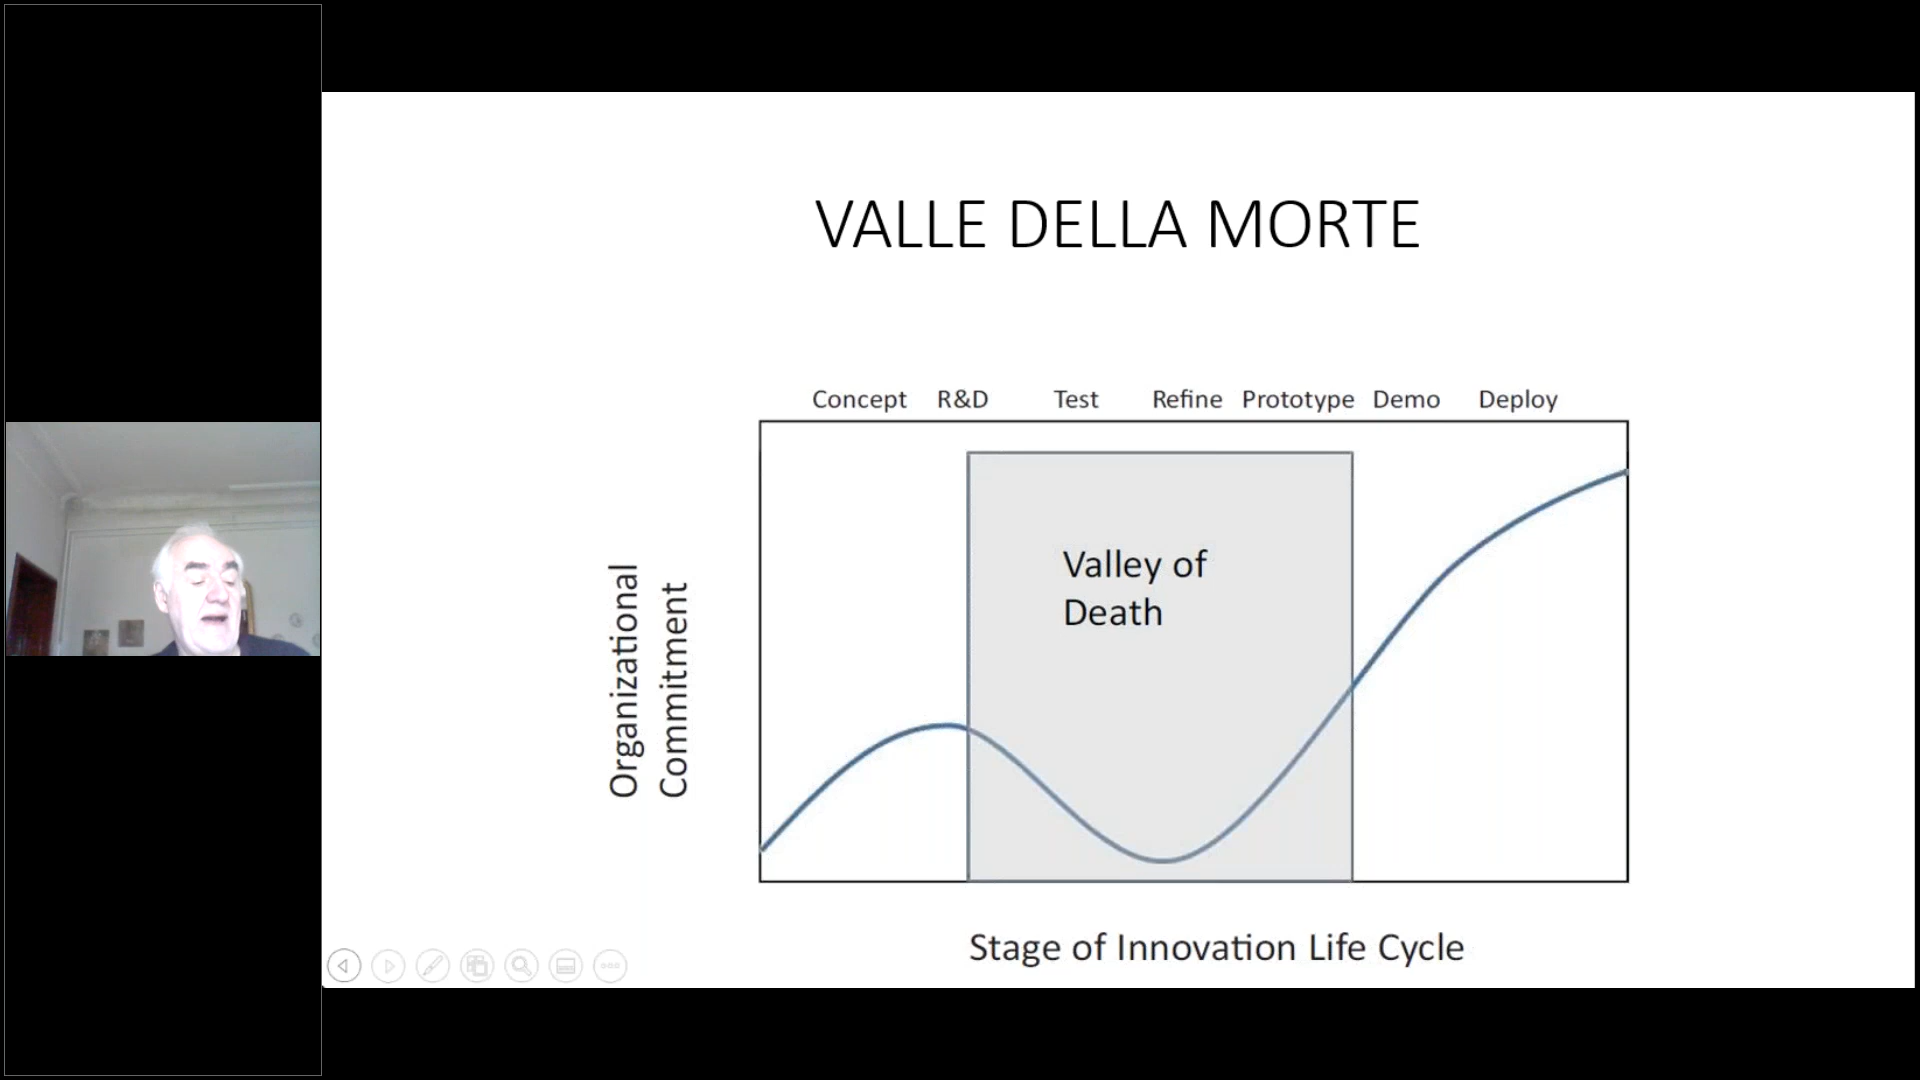 VALLE DELLA MORTE
Concept R&D Test Refine Prototype Demo Deploy
Valley of
Death
Organizational
Commitment
Stage of Innovation Life Cycle